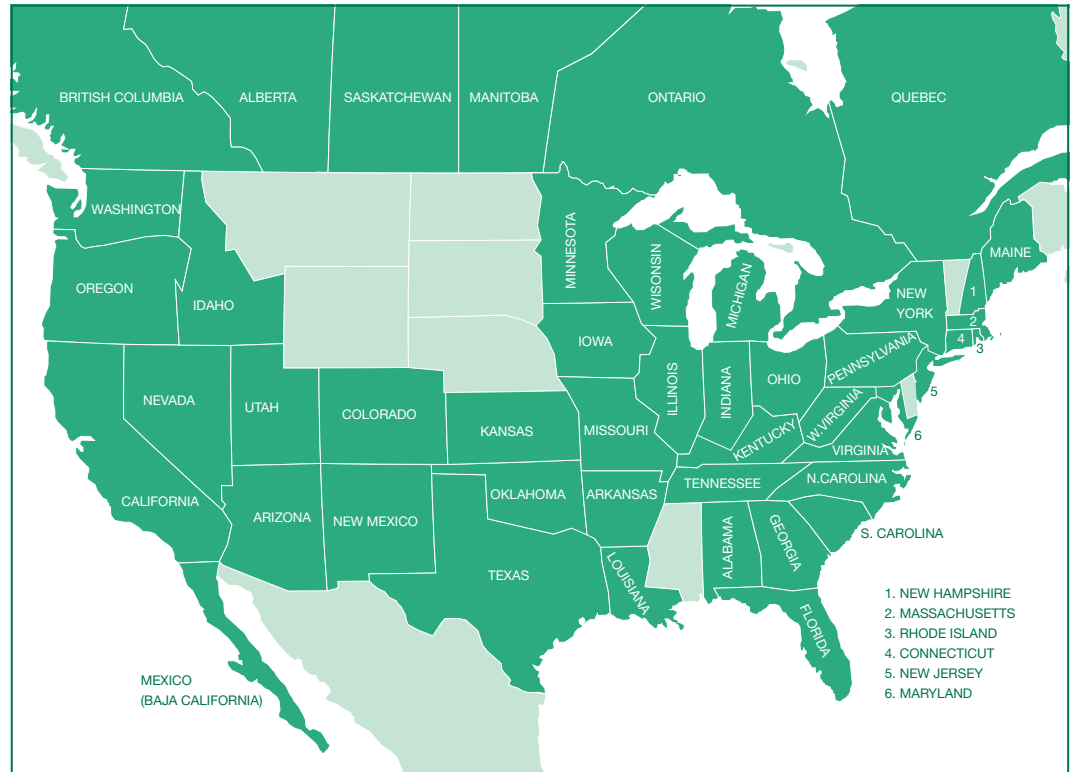 BRITISH COLUMBIA
ALBERTA
SASKATCHEWAN
MANITOBA
ONTARIO
QUEBEC
WASHINGTON
OREGON
IDAHO
MINNESOTA
WISONSIN
MICHIGAN
MAINE
NEW
YORK
1
2
3
4
5
6
IOWA
PENNSYLVANIA
NEVADA
UTAH
COLORADO
KANSAS
MISSOURI
ILLINOIS
INDIANA
OHIO
KENTUCKY
W.VIRGINIA
VIRGINIA
CALIFORNIA
ARIZONA
NEW MEXICO
OKLAHOMA
ARKANSAS
TENNESSEE
N.CAROLINA
S. CAROLINA
TEXAS
LOUISIANA
ALABAMA
GEORGIA
FLORIDA
MEXICO
(BAJA CALIFORNIA)
1. NEW HAMPSHIRE
2. MASSACHUSETTS
3. RHODE ISLAND
4. CONNECTICUT
5. NEW JERSEY
6. MARYLAND